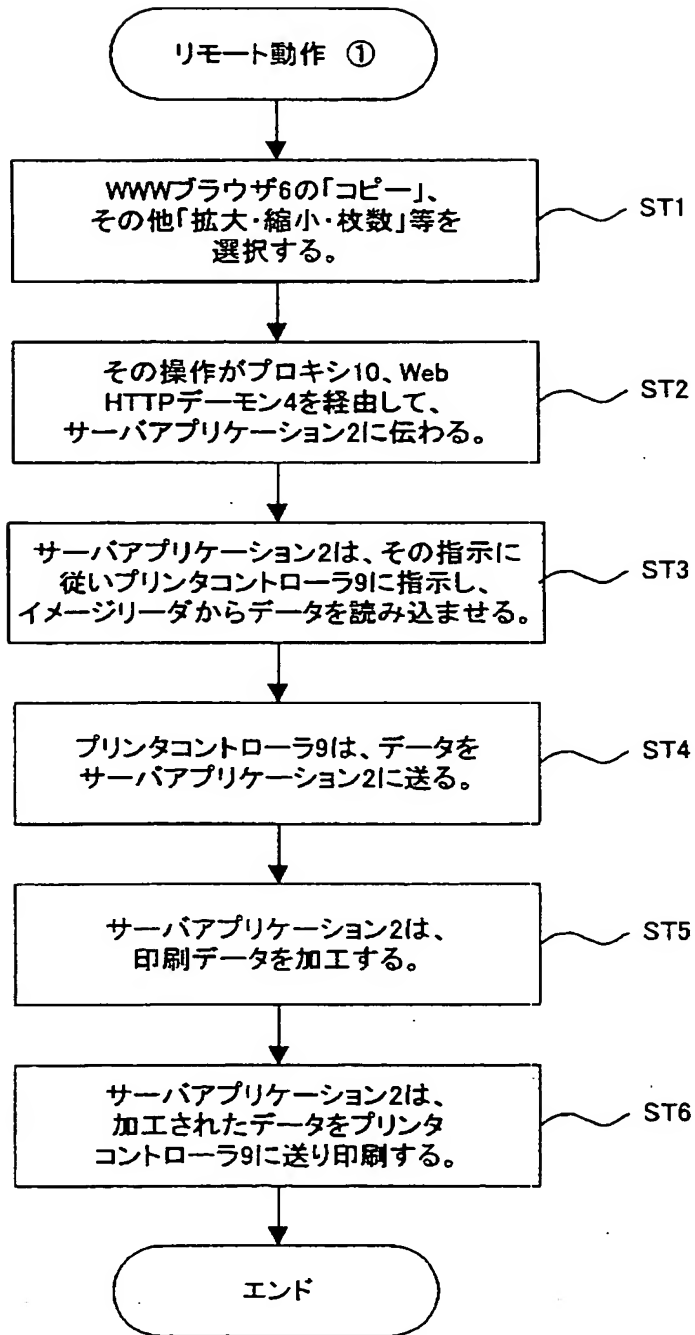 リモート動作 ①
WWWブラウザ6の「コピー」、
その他「拡大・縮小・枚数」等を
選択する。
ST1
その操作がプロキシ10、Web
HTTPデーモン4を経由して、
サーバアプリケーション2に伝わる。
ST2
サーバアプリケーション2は、その指示に
従いプリンタコントローラ9に指示し、
イメージリーダからデータを読み込ませる。
ST3
プリンタコントローラ9は、データを
サーバアプリケーション2に送る。
ST4
サーバアプリケーション2は、
印刷データを加工する。
ST5
サーバアプリケーション2は、
加工されたデータをプリンタ
コントローラ9に送り印刷する。
ST6
エンド